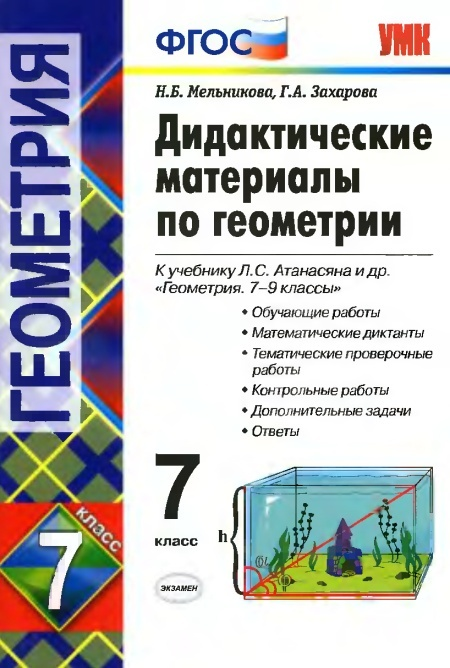 ФГОС
УМК
Н.Б. Мельникова, Г.А. Захарова
Дидактические
материалы
по геометрии
К учебнику Л.С. Атанасяна и др.
«Геометрия. 7–9 классы»
• Обучающие работы
• Математические диктанты
• Тематические проверочные
работы
• Контрольные работы
• Дополнительные задачи
• Ответы
7
класс
h
ЭКЗАМЕН
ГЕОМЕТРИЯ
класс
7